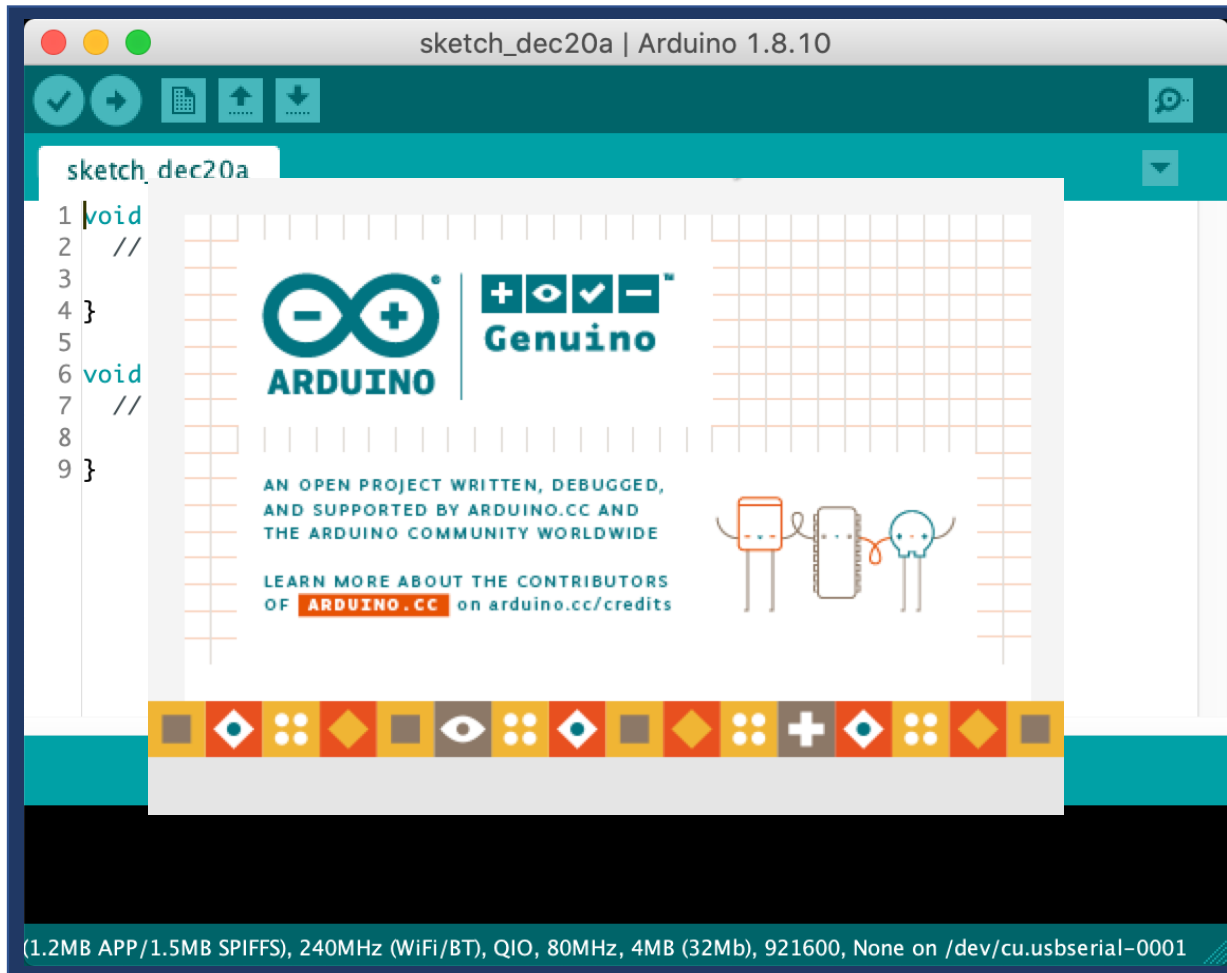 sketch_dec20a | Arduino 1.8.10
sketch_dec20a
1 void
2 //
3
4 }
5
6 void
7 //
8
9 }
ARDUINO
Genuino™
AN OPEN PROJECT WRITTEN, DEBUGGED,
AND SUPPORTED BY ARDUINO.CC AND
THE ARDUINO COMMUNITY WORLDWIDE
LEARN MORE ABOUT THE CONTRIBUTORS
OF ARDUINO.CC on arduino.cc/credits
(1.2MB APP/1.5MB SPIFFS), 240MHz (WiFi/BT), QIO, 80MHz, 4MB (32Mb), 921600, None on /dev/cu.usbserial-0001